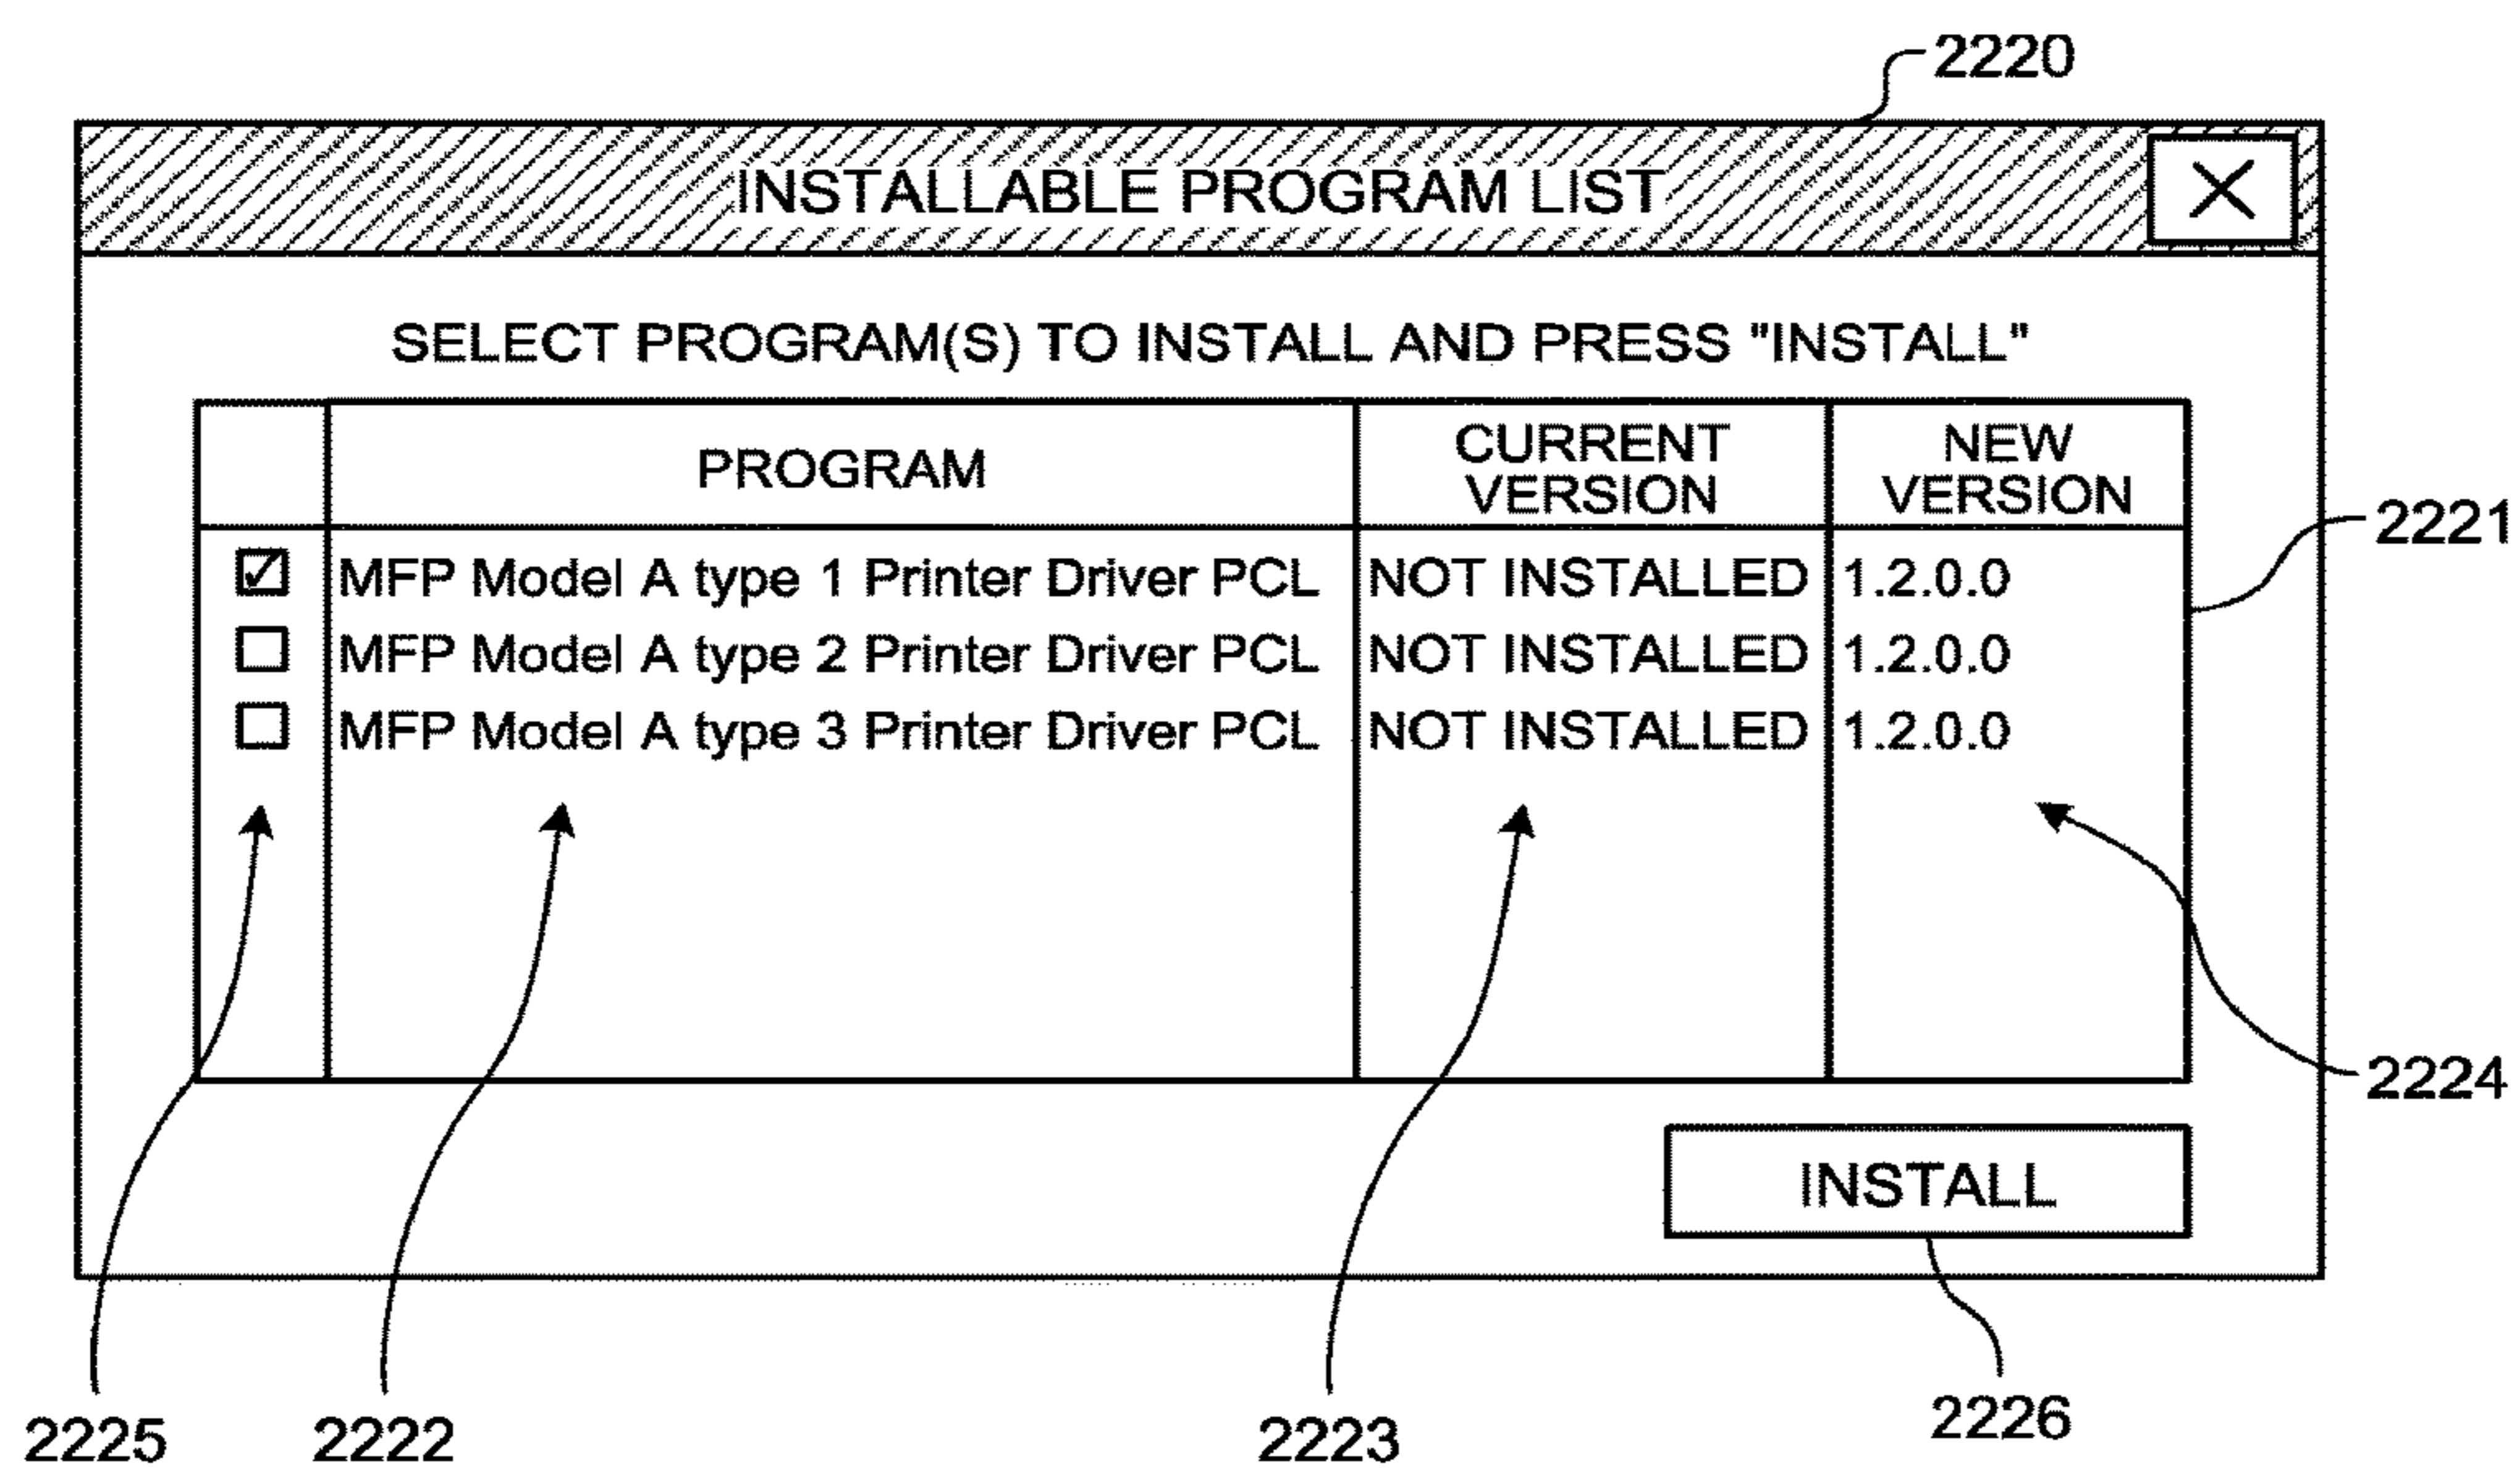 2220
INSTALLABLE PROGRAM LIST
SELECT PROGRAM(S) TO INSTALL AND PRESS "INSTALL"
PROGRAM
CURRENT VERSION
NEW VERSION
2221
MFP Model A type 1 Printer Driver PCL NOT INSTALLED 1.2.0.0
MFP Model A type 2 Printer Driver PCL NOT INSTALLED 1.2.0.0
MFP Model A type 3 Printer Driver PCL NOT INSTALLED 1.2.0.0
2224
INSTALL
2225 2222 2223 2226